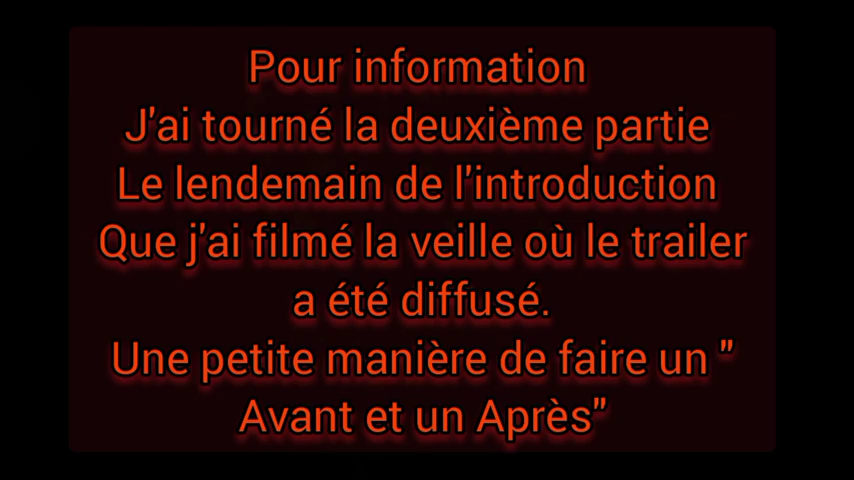 Pour information
J'ai tourné la deuxième partie
Le lendemain de l'introduction
Que j'ai filmé la veille où le trailer
a été diffusé.
Une petite manière de faire un "
Avant et un Après"